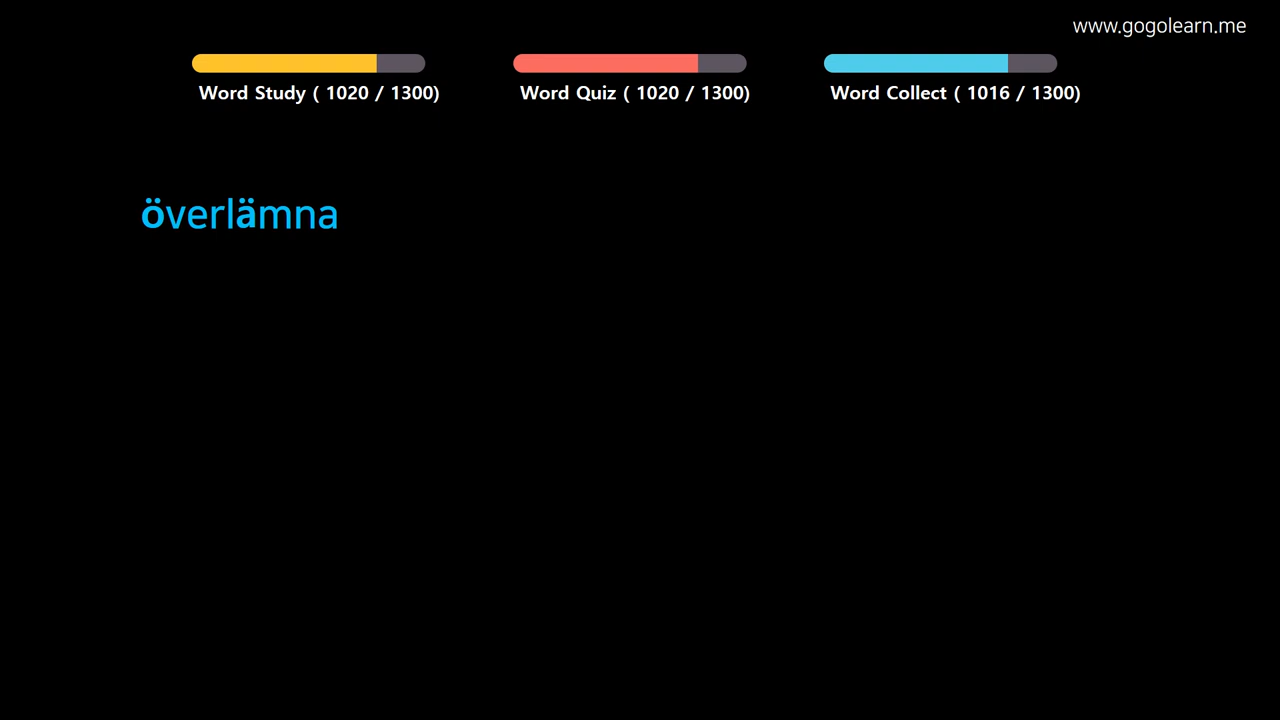 www.gogolearn.me
Word Study ( 1020 / 1300)
Word Quiz ( 1020 / 1300)
Word Collect ( 1016 / 1300)
överlämna